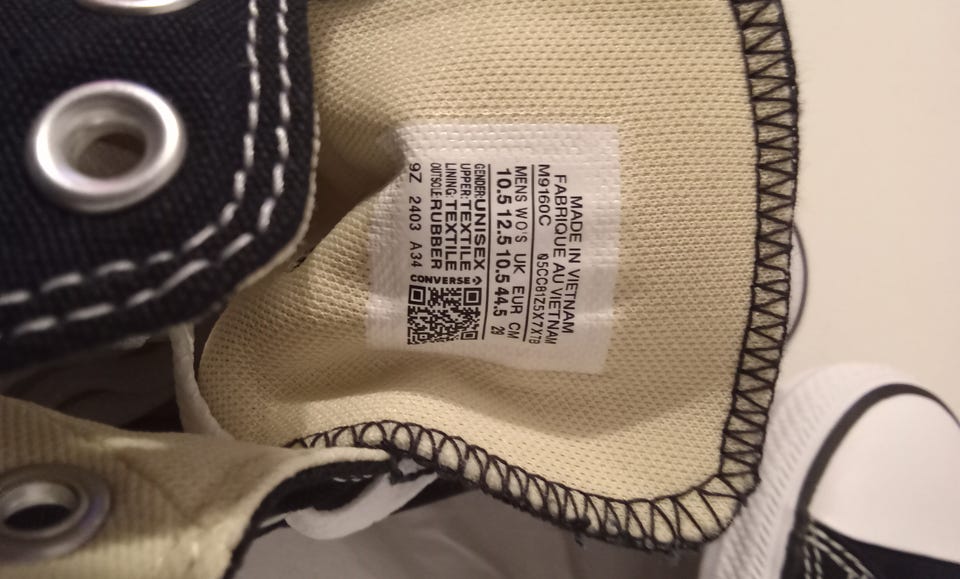 MADE IN VIETNAM
FABRIQUE AU VIETNAM
M9160C 05CC81Z5X7X7B
MENS WO'S UK EUR CM
10.5 12.5 10.5 44.5 29
GENDER:UNISEX
UPPER:TEXTILE
LINING:TEXTILE
OUTSOLE:RUBBER
CONVERSE
9Z 2403 A34